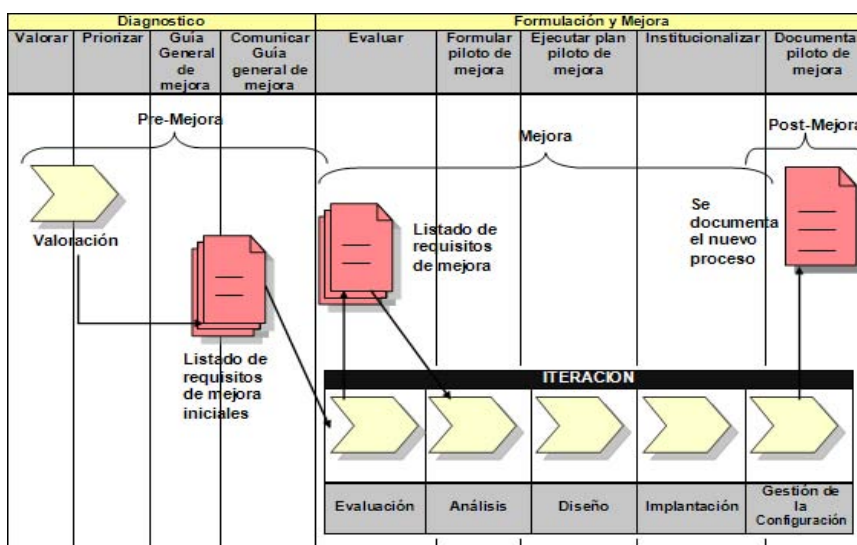 Diagnostico
Formulación y Mejora
Valorar
Priorizar
Guía
General
de
mejora
Comunicar
Guía
general de
mejora
Evaluar
Formular
piloto de
mejora
Ejecutar plan
piloto de
mejora
Institucionalizar
Documenta
piloto de
mejora
Pre-Mejora
Mejora
Post-Mejora
Valoración
Listado de
requisitos
de mejora
iniciales
Listado de
requisitos
de mejora
Se
documenta
el nuevo
proceso
ITERACION
Evaluación
Análisis
Diseño
Implantación
Gestión de
la
Configuración